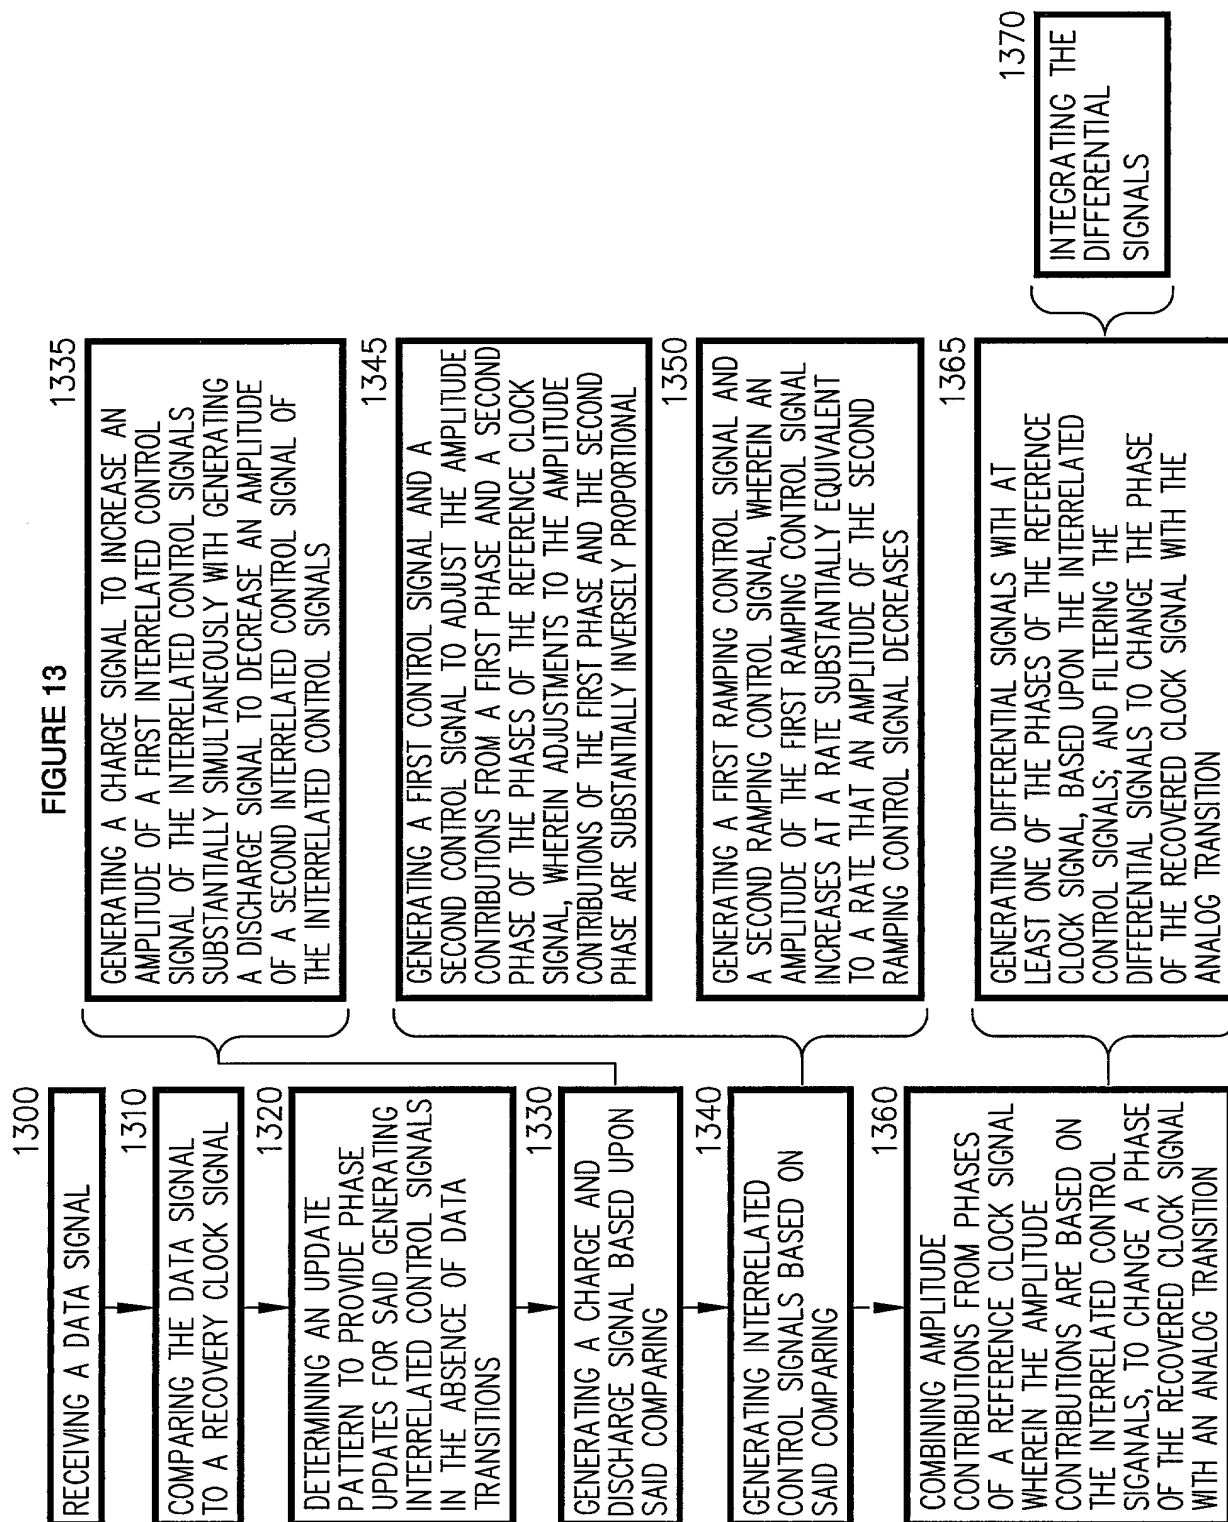 FIGURE 13
1300
RECEIVING A DATA SIGNAL
1310
COMPARING THE DATA SIGNAL
TO A RECOVERY CLOCK SIGNAL
1320
DETERMINING AN UPDATE
PATTERN TO PROVIDE PHASE
UPDATES FOR SAID GENERATING
INTERRELATED CONTROL SIGNALS
IN THE ABSENCE OF DATA
TRANSITIONS
1330
GENERATING A CHARGE AND
DISCHARGE SIGNAL BASED UPON
SAID COMPARING
1335
GENERATING A CHARGE SIGNAL TO INCREASE AN
AMPLITUDE OF A FIRST INTERRELATED CONTROL
SIGNAL OF THE INTERRELATED CONTROL SIGNALS
SUBSTANTIALLY SIMULTANEOUSLY WITH GENERATING
A DISCHARGE SIGNAL TO DECREASE AN AMPLITUDE
OF A SECOND INTERRELATED CONTROL SIGNAL OF
THE INTERRELATED CONTROL SIGNALS
1340
GENERATING INTERRELATED
CONTROL SIGNALS BASED ON
SAID COMPARING
1345
GENERATING A FIRST CONTROL SIGNAL AND A
SECOND CONTROL SIGNAL TO ADJUST THE AMPLITUDE
CONTRIBUTIONS FROM A FIRST PHASE AND A SECOND
PHASE OF THE PHASES OF THE REFERENCE CLOCK
SIGNAL, WHEREIN ADJUSTMENTS TO THE AMPLITUDE
CONTRIBUTIONS OF THE FIRST PHASE AND THE SECOND
PHASE ARE SUBSTANTIALLY INVERSELY PROPORTIONAL
1350
GENERATING A FIRST RAMPING CONTROL SIGNAL AND
A SECOND RAMPING CONTROL SIGNAL, WHEREIN AN
AMPLITUDE OF THE FIRST RAMPING CONTROL SIGNAL
INCREASES AT A RATE SUBSTANTIALLY EQUIVALENT
TO A RATE THAT AN AMPLITUDE OF THE SECOND
RAMPING CONTROL SIGNAL DECREASES
1360
COMBINING AMPLITUDE
CONTRIBUTIONS FROM PHASES
OF A REFERENCE CLOCK SIGNAL
WHEREIN THE AMPLITUDE
CONTRIBUTIONS ARE BASED ON
THE INTERRELATED CONTROL
SIGANALS, TO CHANGE A PHASE
OF THE RECOVERED CLOCK SIGNAL
WITH AN ANALOG TRANSITION
1365
GENERATING DIFFERENTIAL SIGNALS WITH AT
LEAST ONE OF THE PHASES OF THE REFERENCE
CLOCK SIGNAL, BASED UPON THE INTERRELATED
CONTROL SIGNALS; AND FILTERING THE
DIFFERENTIAL SIGNALS TO CHANGE THE PHASE
OF THE RECOVERED CLOCK SIGNAL WITH THE
ANALOG TRANSITION
1370
INTEGRATING THE
DIFFERENTIAL
SIGNALS